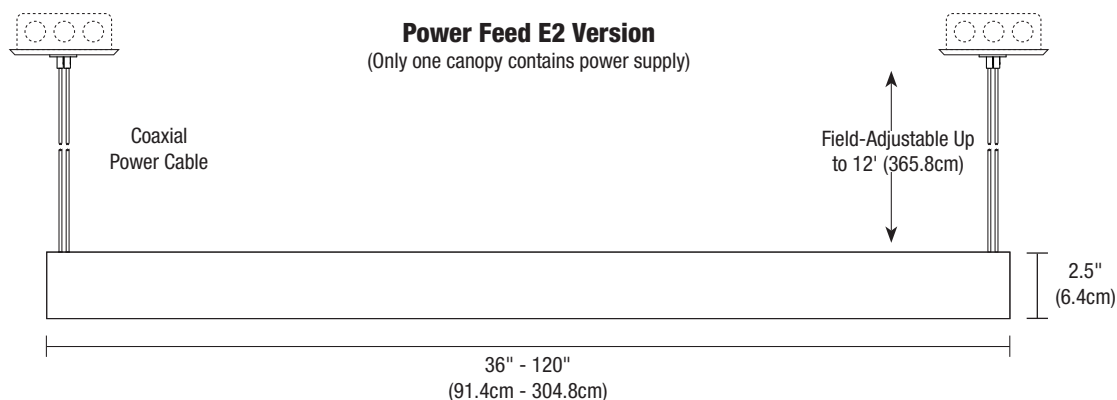 Power Feed E2 Version
(Only one canopy contains power supply)
Coaxial
Power Cable
Field-Adjustable Up
to 12' (365.8cm)
2.5"
(6.4cm)
36" - 120"
(91.4cm - 304.8cm)